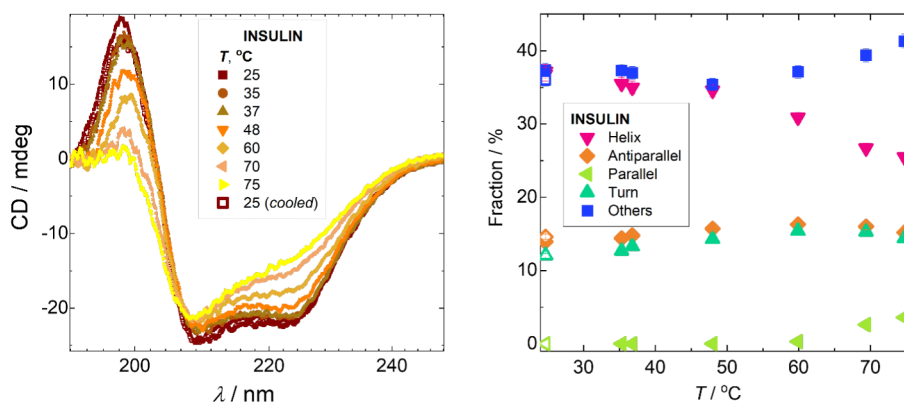 INSULIN
T, °C
25
35
37
48
60
70
75
25 (cooled)
10
0
-10
-20
CD / mdeg
200
220
240
λ / nm
INSULIN
Helix
Antiparallel
Parallel
Turn
Others
40
30
20
10
0
Fraction / %
30
40
50
60
70
T / °C